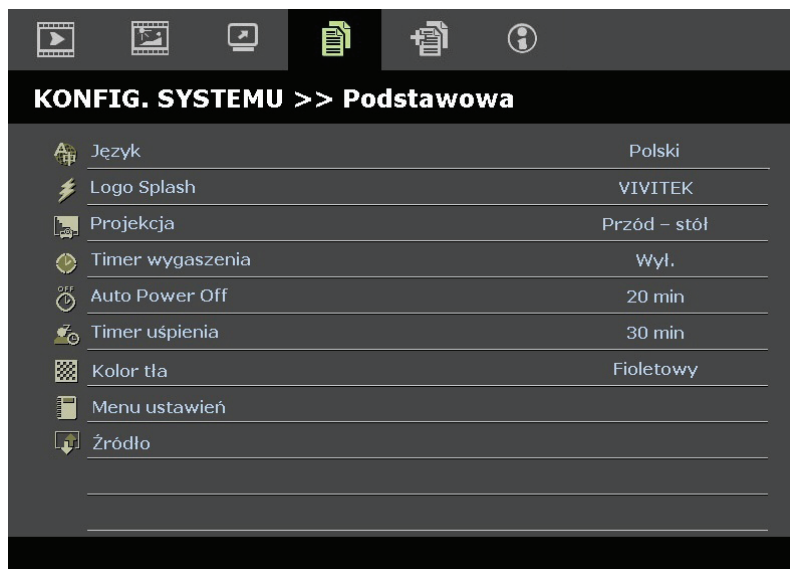 KONFIG. SYSTEMU >> Podstawowa
Język Polski
Logo Splash VIVITEK
Projekcja Przód – stół
Timer wygaszenia Wył.
OFF
Auto Power Off 20 min
Timer uśpienia 30 min
Kolor tła Fioletowy
Menu ustawień
Źródło